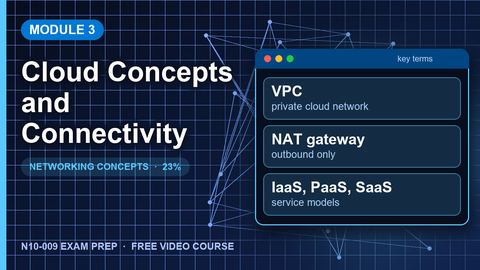 MODULE 3
Cloud Concepts
and
Connectivity
NETWORKING CONCEPTS · 23%
N10-009 EXAM PREP · FREE VIDEO COURSE
key terms
VPC
private cloud network
NAT gateway
outbound only
IaaS, PaaS, SaaS
service models